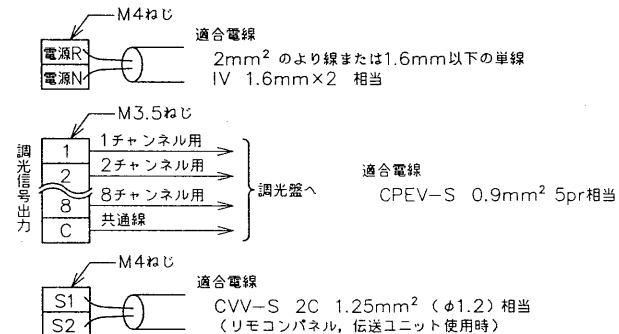 M4ねじ
適合電線
電源R
2mm² のより線または1.6mm以下の単線
電源N
IV 1.6mm×2 相当
M3.5ねじ
調光信号出力
1
1チャンネル用
2
2チャンネル用
8
8チャンネル用
C
共通線
調光盤へ
適合電線
CPEV-S 0.9mm² 5pr相当
M4ねじ
適合電線
S1
CVV-S 2C 1.25mm² (φ1.2) 相当
S2
(リモコンパネル, 伝送ユニット使用時)